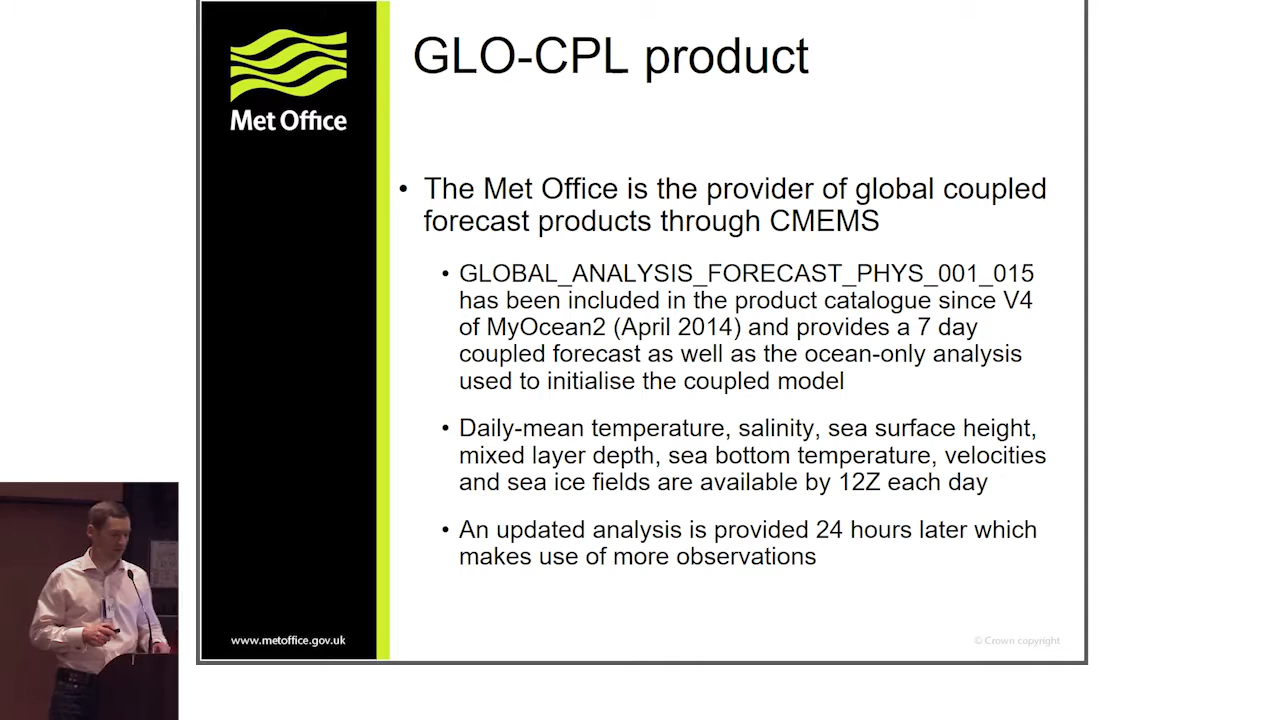 GLO-CPL product
Met Office
• The Met Office is the provider of global coupled
forecast products through CMEMS
• GLOBAL_ANALYSIS_FORECAST_PHYS_001_015
has been included in the product catalogue since V4
of MyOcean2 (April 2014) and provides a 7 day
coupled forecast as well as the ocean-only analysis
used to initialise the coupled model
• Daily-mean temperature, salinity, sea surface height,
mixed layer depth, sea bottom temperature, velocities
and sea ice fields are available by 12Z each day
• An updated analysis is provided 24 hours later which
makes use of more observations
www.metoffice.gov.uk
© Crown copyright